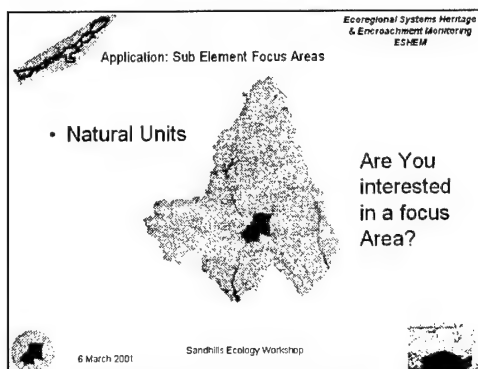 Ecoregional Systems Heritage
& Encroachment Monitoring
ESHEM
Application: Sub Element Focus Areas
• Natural Units
Are You
interested
in a focus
Area?
6 March 2001
Sandhills Ecology Workshop